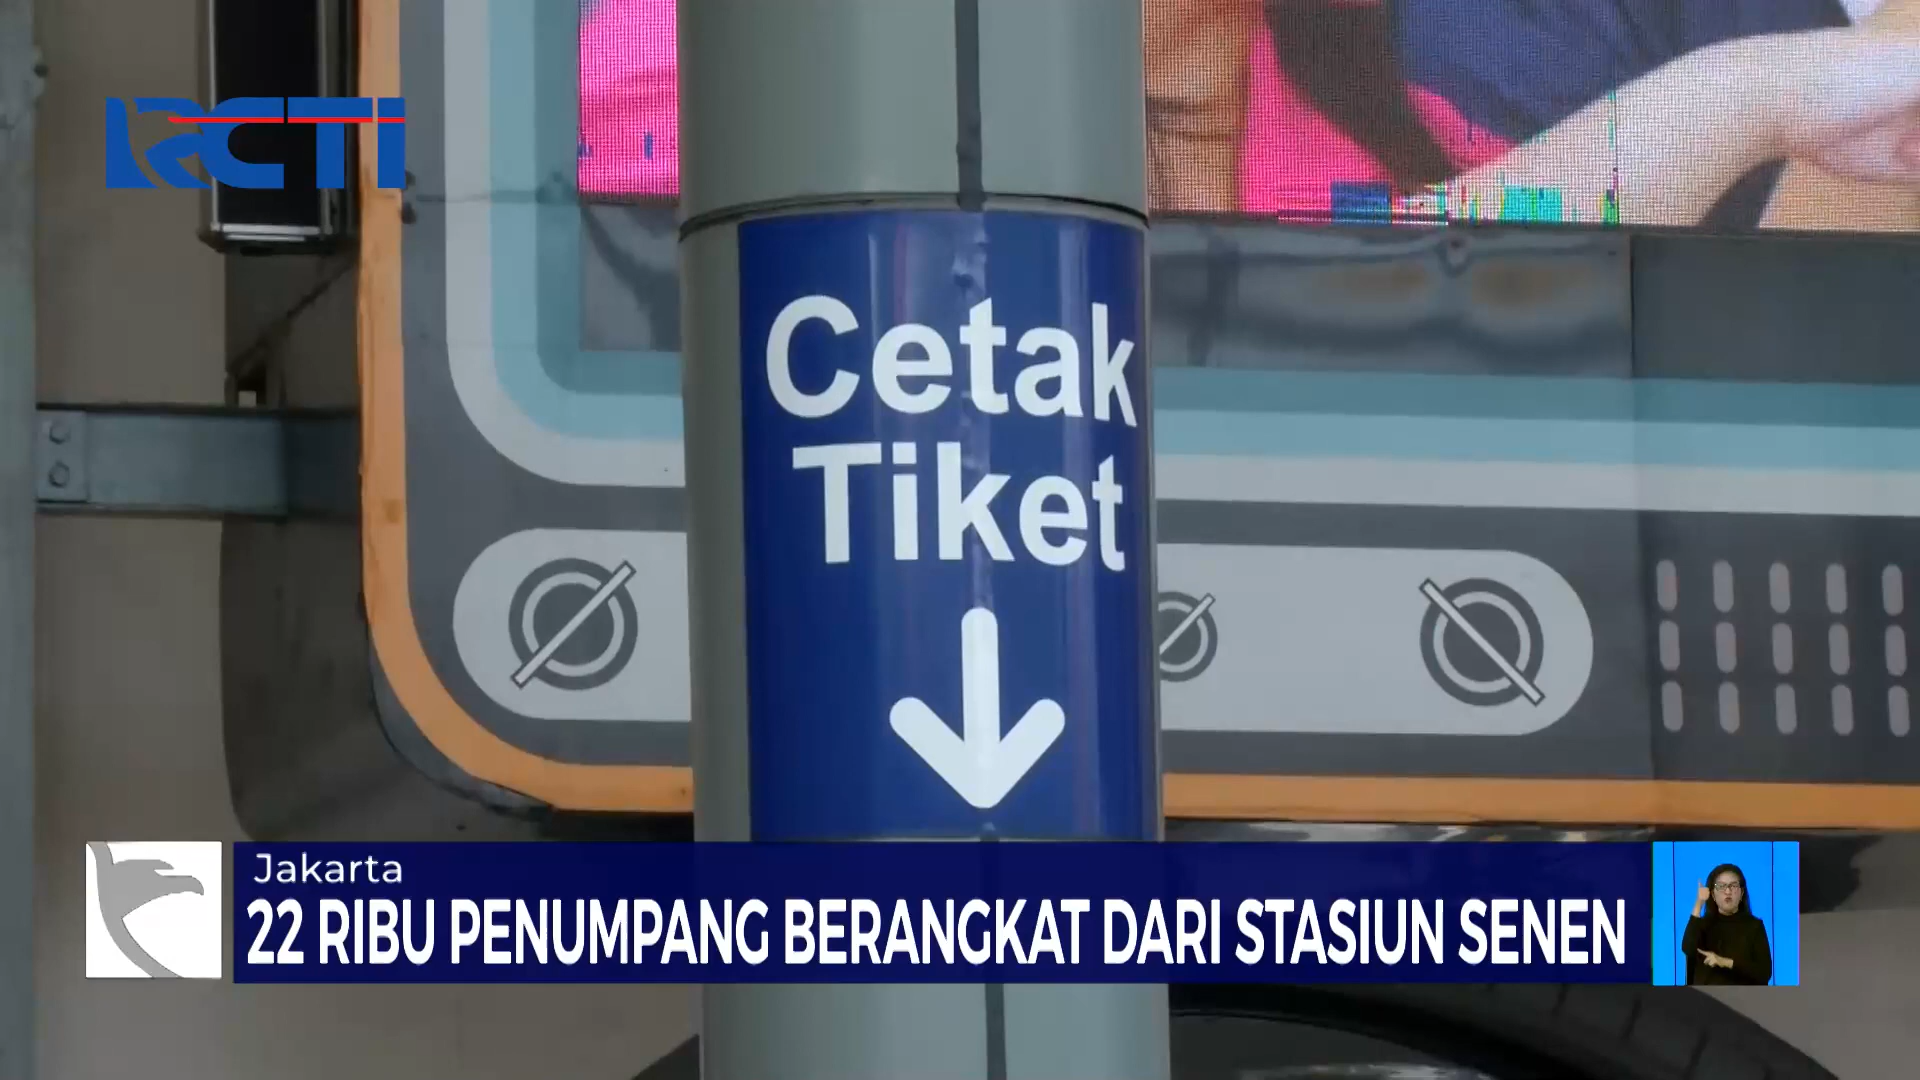 RCTI
Cetak
Tiket
Jakarta
22 RIBU PENUMPANG BERANGKAT DARI STASIUN SENEN